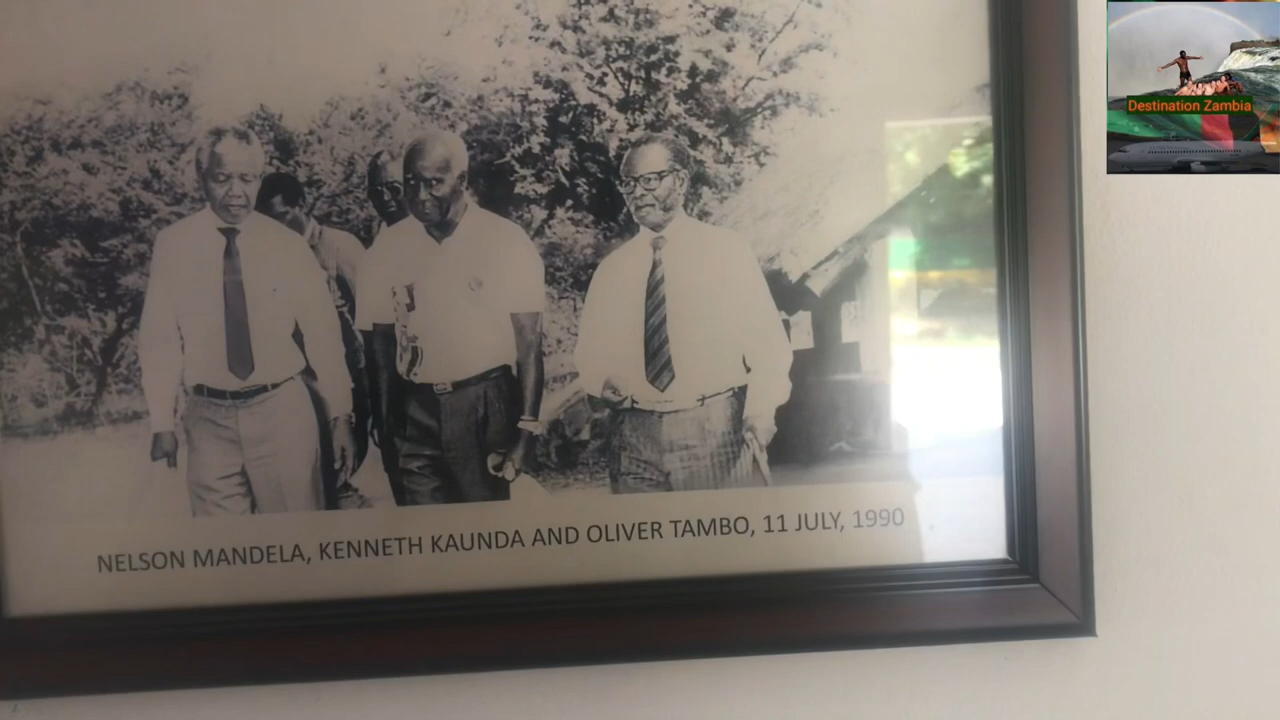 Destination Zambia
NELSON MANDELA, KENNETH KAUNDA AND OLIVER TAMBO, 11 JULY, 1990